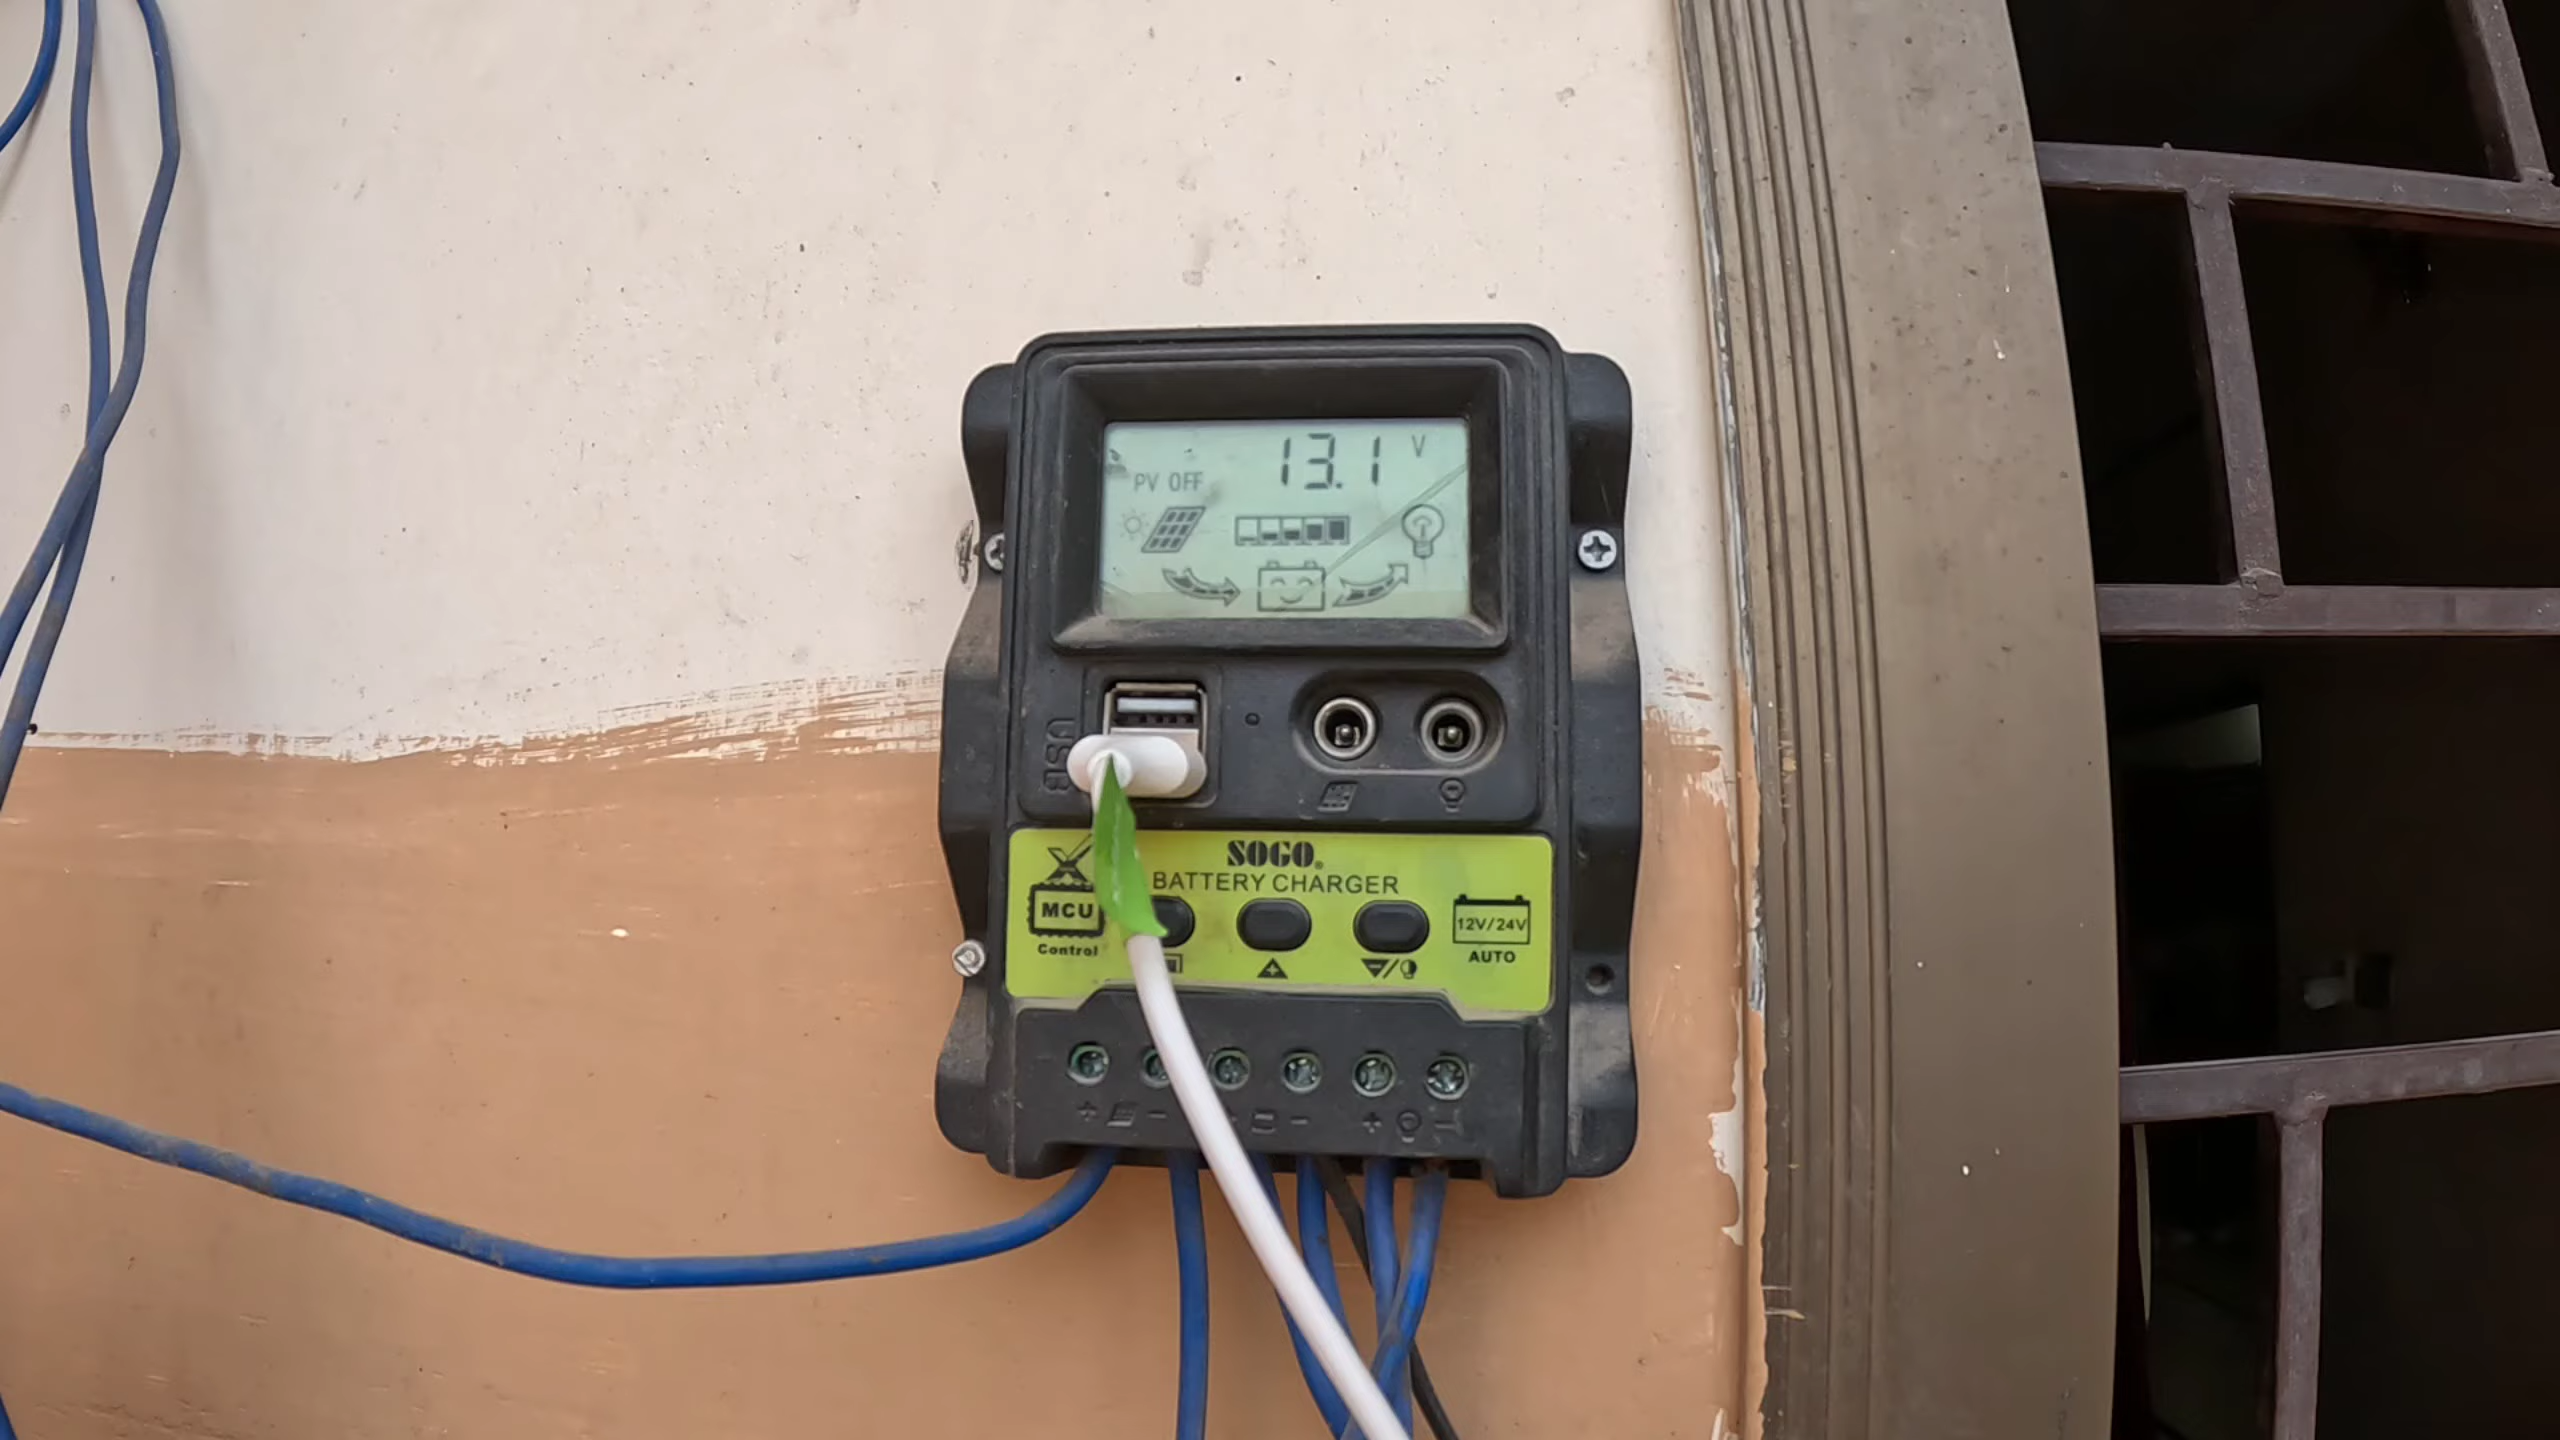 13.1 V
PV OFF
USB
SOGO®
BATTERY CHARGER
MCU
Control
12V/24V
AUTO
+ - + - + -